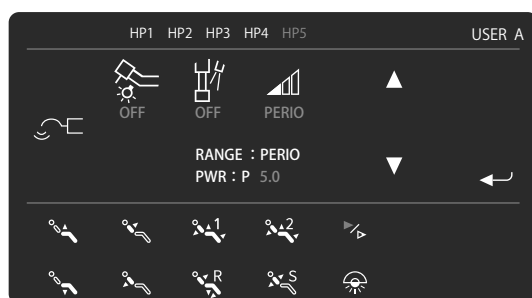 HP1 HP2 HP3 HP4 HP5 USER A
OFF OFF PERIO
RANGE : PERIO
PWR : P 5.0
1 2
R S